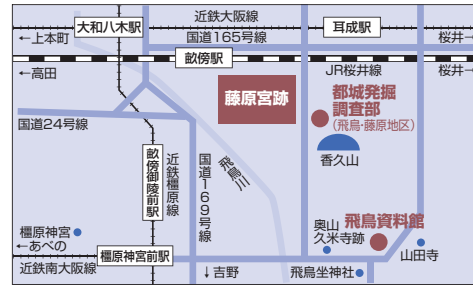 近鉄大阪線
大和八木駅
耳成駅
←上本町
国道165号線
桜井→
畝傍駅
←高田
JR桜井線
桜井→
藤原宮跡
都城発掘
調査部
(飛鳥・藤原地区)
国道24号線
香久山
飛鳥川
畝傍御陵前駅
近鉄橿原線
国道169号線
橿原神宮
←あべの
橿原神宮前駅
近鉄南大阪線
↓吉野
奥山
久米寺跡
飛鳥資料館
山田寺
飛鳥坐神社